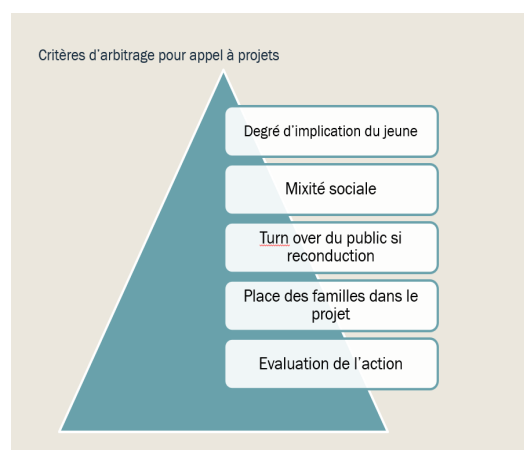 Critères d'arbitrage pour appel à projets
Degré d'implication du jeune
Mixité sociale
Turn over du public si
reconduction
Place des familles dans le
projet
Evaluation de l'action